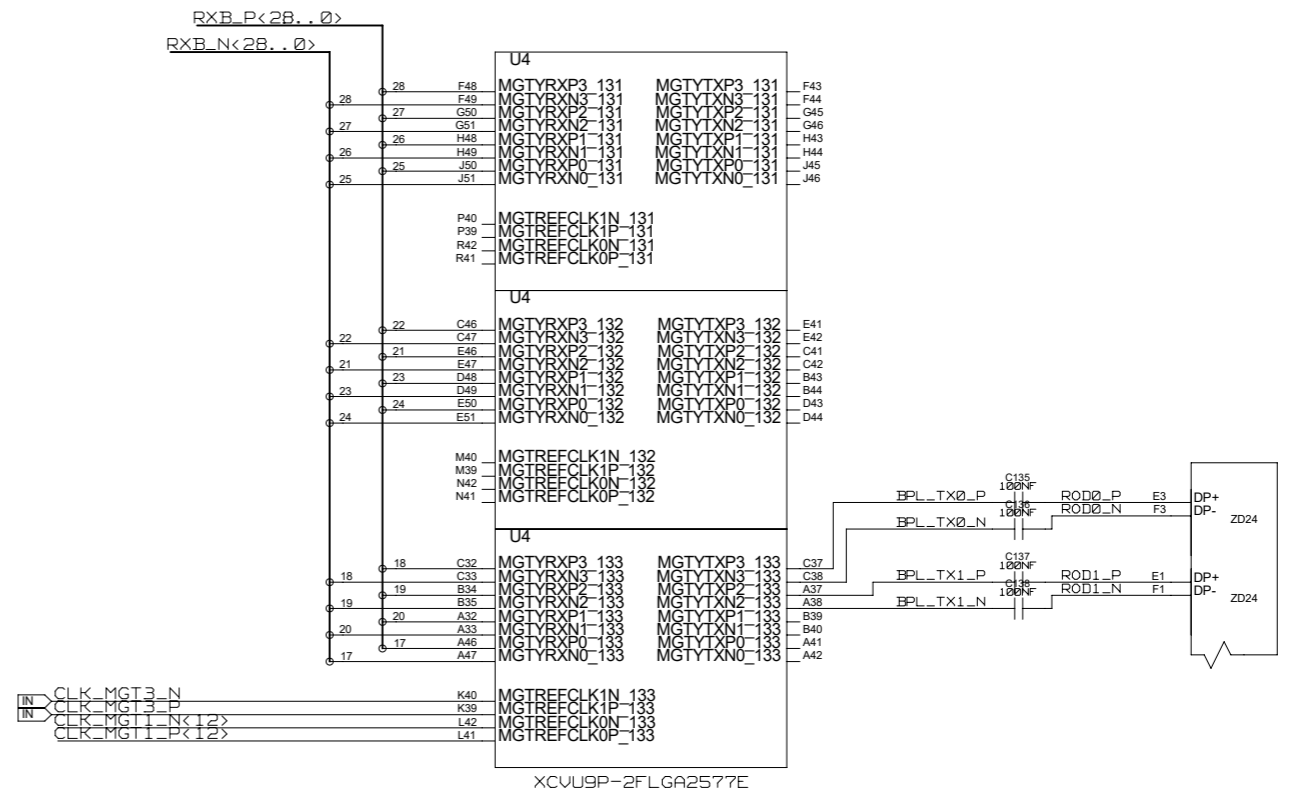 RXB_P<28..0>
RXB_N<28..0>
U4
28 F48 MGTYRXP3_131 MGTYTXP3_131 F43
28 F49 MGTYRXN3_131 MGTYTXN3_131 F44
27 G50 MGTYRXP2_131 MGTYTXP2_131 G45
27 G51 MGTYRXN2_131 MGTYTXN2_131 G46
26 H48 MGTYRXP1_131 MGTYTXP1_131 H43
26 H49 MGTYRXN1_131 MGTYTXN1_131 H44
25 J50 MGTYRXP0_131 MGTYTXP0_131 J45
25 J51 MGTYRXN0_131 MGTYTXN0_131 J46
P40 MGTREFCLK1N_131
P39 MGTREFCLK1P_131
R42 MGTREFCLK0N_131
R41 MGTREFCLK0P_131
U4
22 C46 MGTYRXP3_132 MGTYTXP3_132 E41
22 C47 MGTYRXN3_132 MGTYTXN3_132 E42
21 E46 MGTYRXP2_132 MGTYTXP2_132 C41
21 E47 MGTYRXN2_132 MGTYTXN2_132 C42
23 D48 MGTYRXP1_132 MGTYTXP1_132 B43
23 D49 MGTYRXN1_132 MGTYTXN1_132 B44
24 E50 MGTYRXP0_132 MGTYTXP0_132 D43
24 E51 MGTYRXN0_132 MGTYTXN0_132 D44
M40 MGTREFCLK1N_132
M39 MGTREFCLK1P_132
N42 MGTREFCLK0N_132
N41 MGTREFCLK0P_132
C135
100NF
BPL_TX0_P ROD0_P E3 DP+
C136
100NF
BPL_TX0_N ROD0_N F3 DP-
ZD24
U4
18 C32 MGTYRXP3_133 MGTYTXP3_133 C37
18 C33 MGTYRXN3_133 MGTYTXN3_133 C38
19 B34 MGTYRXP2_133 MGTYTXP2_133 A37
19 B35 MGTYRXN2_133 MGTYTXN2_133 A38
20 A32 MGTYRXP1_133 MGTYTXP1_133 B39
20 A33 MGTYRXN1_133 MGTYTXN1_133 B40
17 A46 MGTYRXP0_133 MGTYTXP0_133 A41
17 A47 MGTYRXN0_133 MGTYTXN0_133 A42
C137
100NF
BPL_TX1_P ROD1_P E1 DP+
C138
100NF
BPL_TX1_N ROD1_N F1 DP-
ZD24
IN CLK_MGT3_N K40 MGTREFCLK1N_133
IN CLK_MGT3_P K39 MGTREFCLK1P_133
CLK_MGT1_N<12> L42 MGTREFCLK0N_133
CLK_MGT1_P<12> L41 MGTREFCLK0P_133
XCVU9P-2FLGA2577E